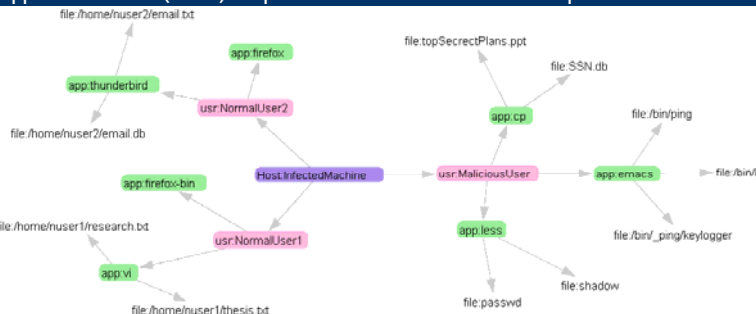 file:/home/nuser2/email.txt
app:firefox
file:topSecrectPlans.ppt
file:SSN.db
app:thunderbird
usr:NormalUser2
app:cp
file:/bin/ping
file:/home/nuser2/email.db
app:firefox-bin
Host:InfectedMachine
usr:MaliciousUser
app:emacs
file:/bin/
file:/home/nuser1/research.txt
usr:NormalUser1
app:less
file:/bin/_ping/keylogger
app:vi
file:shadow
file:passwd
file:/home/nuser1/thesis.txt